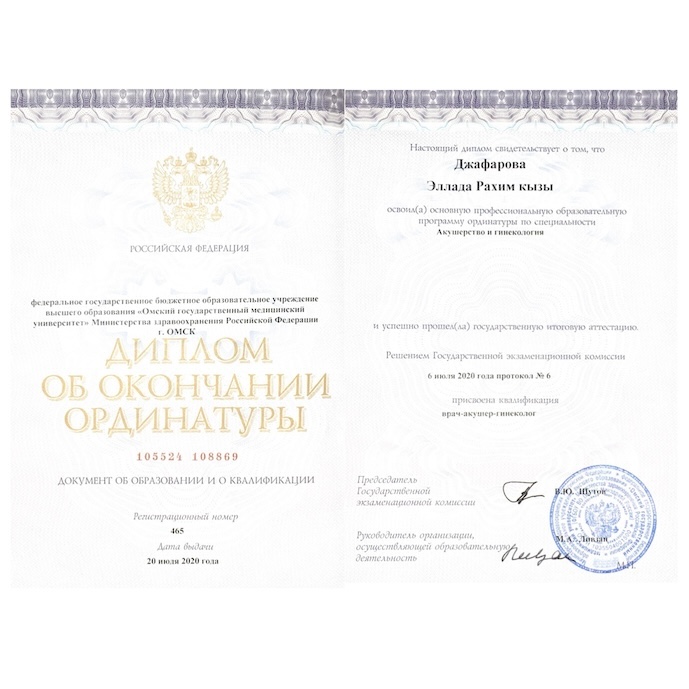 РОССИЙСКАЯ ФЕДЕРАЦИЯ
федеральное государственное бюджетное образовательное учреждение
высшего образования «Омский государственный медицинский
университет» Министерства здравоохранения Российской Федерации
г. ОМСК
ДИПЛОМ
ОБ ОКОНЧАНИИ
ОРДИНАТУРЫ
105524 108869
ДОКУМЕНТ ОБ ОБРАЗОВАНИИ И О КВАЛИФИКАЦИИ
Регистрационный номер
465
Дата выдачи
20 июля 2020 года
Настоящий диплом свидетельствует о том, что
Джафарова
Эллада Рахим кызы
освоил(а) основную профессиональную образовательную
программу ординатуры по специальности
Акушерство и гинекология
и успешно прошел(ла) государственную итоговую аттестацию.
Решением Государственной экзаменационной комиссии
6 июля 2020 года протокол № 6
присвоена квалификация
врач-акушер-гинеколог
Председатель
Государственной
экзаменационной комиссии
В.Ю. Шутов
Руководитель организации,
осуществляющей образовательную
деятельность
М.А. Ливзан
М.П.